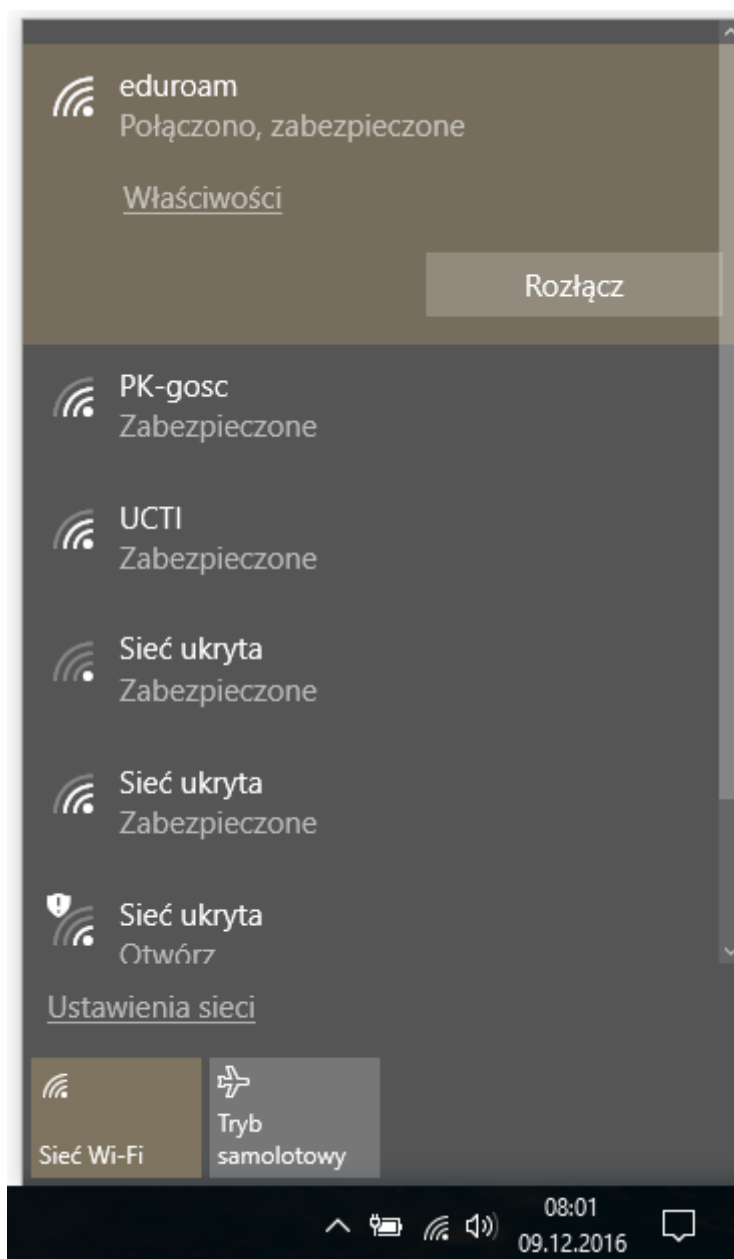 eduroam
Połączono, zabezpieczone
Właściwości
Rozłącz
PK-gosc
Zabezpieczone
UCTI
Zabezpieczone
Sieć ukryta
Zabezpieczone
Sieć ukryta
Zabezpieczone
Sieć ukryta
Otwórz
Ustawienia sieci
Sieć Wi-Fi
Tryb
samolotowy
08:01
09.12.2016